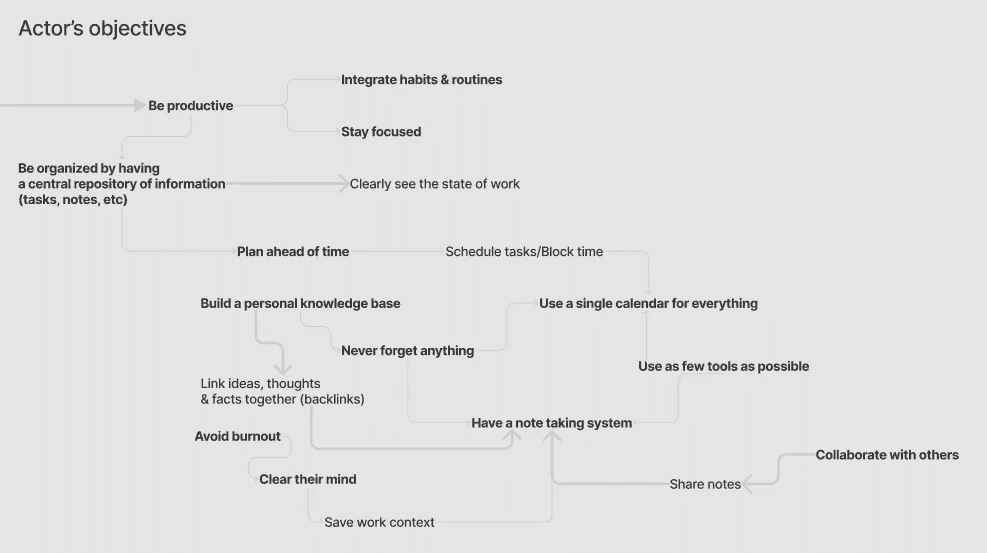 Actor’s objectives
Integrate habits & routines
Be productive
Stay focused
Be organized by having
a central repository of information
(tasks, notes, etc)
Clearly see the state of work
Plan ahead of time
Schedule tasks/Block time
Build a personal knowledge base
Use a single calendar for everything
Never forget anything
Use as few tools as possible
Link ideas, thoughts
& facts together (backlinks)
Have a note taking system
Avoid burnout
Collaborate with others
Clear their mind
Share notes
Save work context